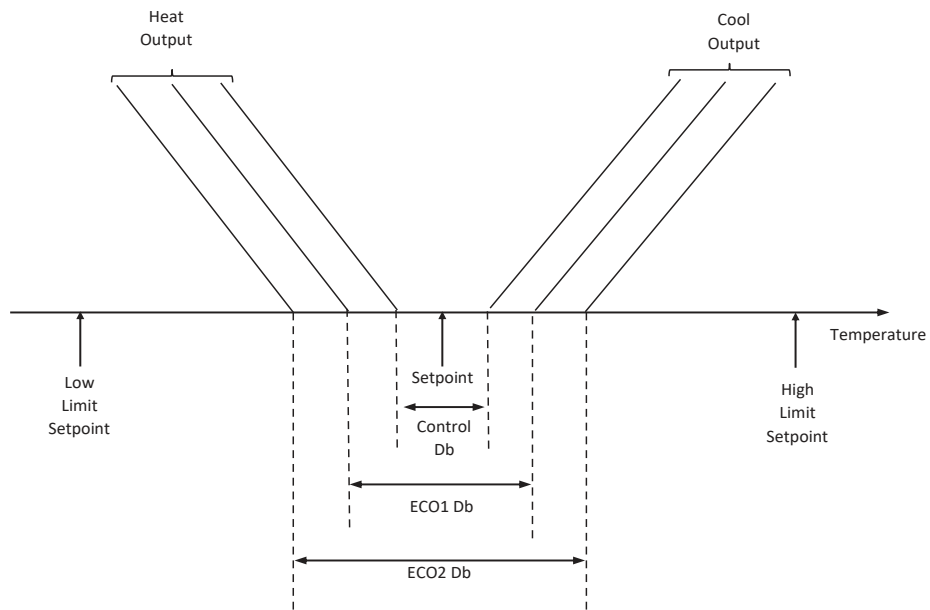 Heat
Output
Cool
Output
Temperature
Low
Limit
Setpoint
Setpoint
High
Limit
Setpoint
Control
Db
ECO1 Db
ECO2 Db